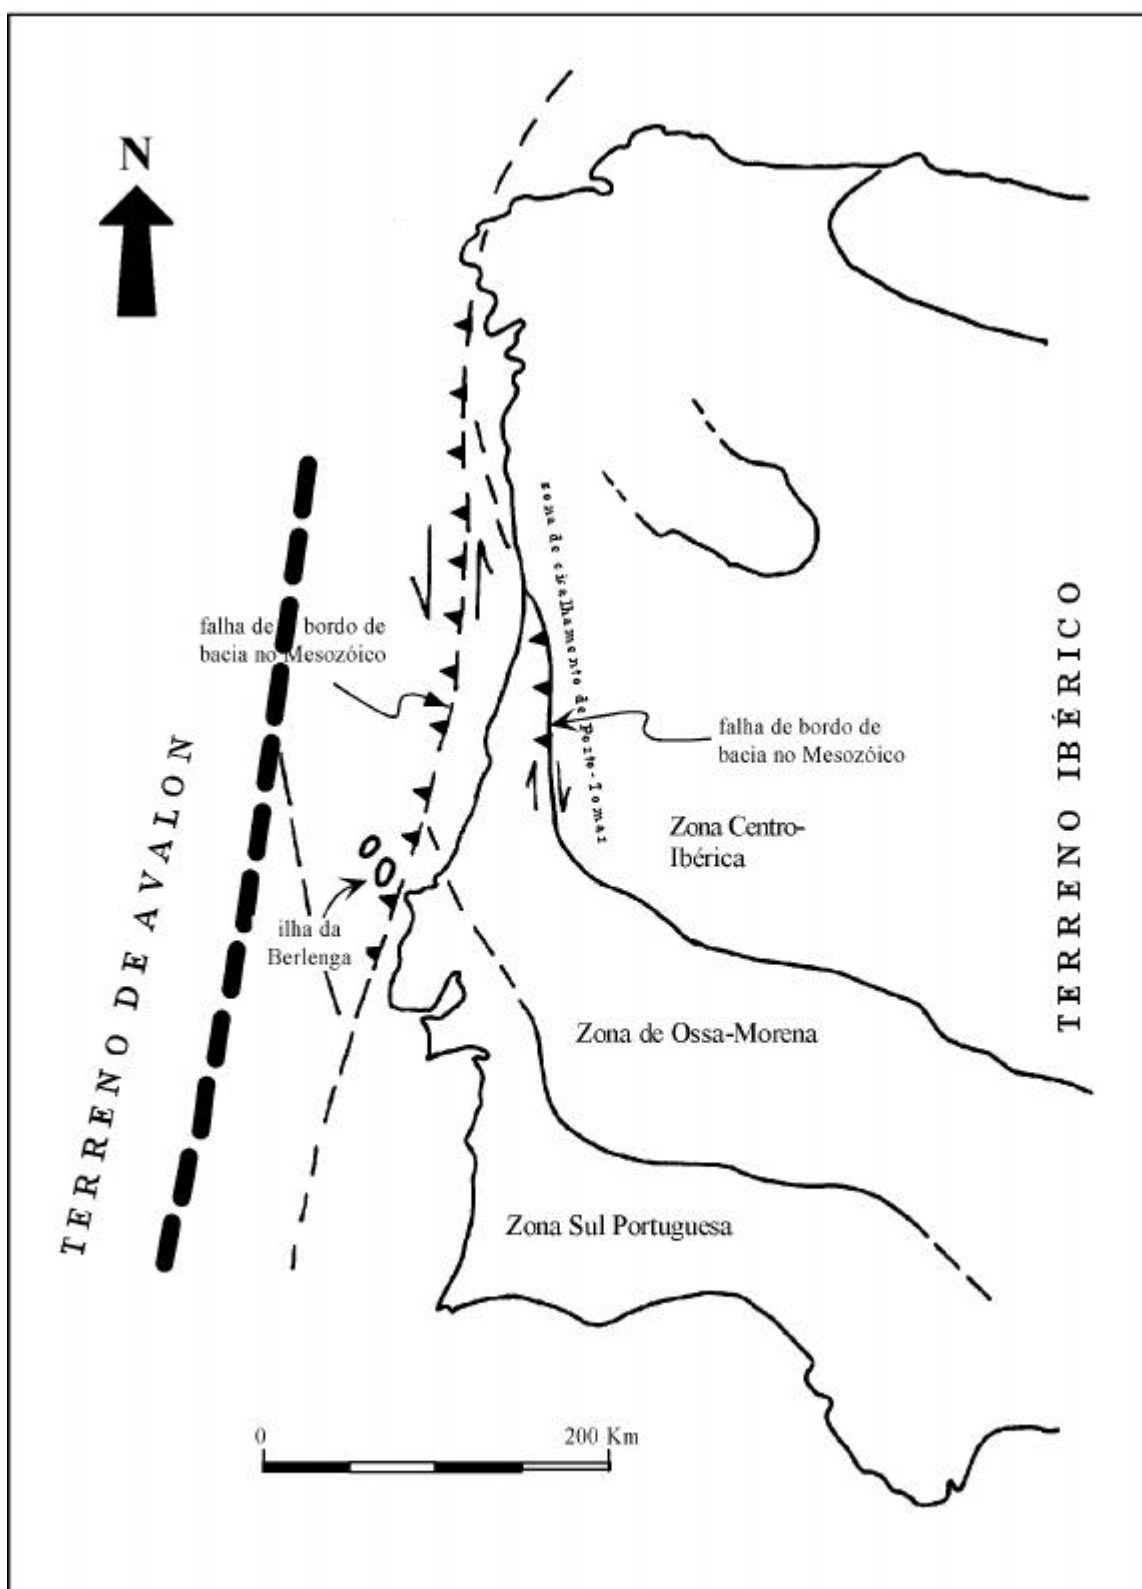 N
falha de bordo de
bacia no Mesozóico
zona de cisalhamento de Porto-Tomar
falha de bordo de
bacia no Mesozóico
Zona Centro-
Ibérica
TERRENO IBÉRICO
TERRENO DE AVALON
ilha da
Berlenga
Zona de Ossa-Morena
Zona Sul Portuguesa
0 200 Km